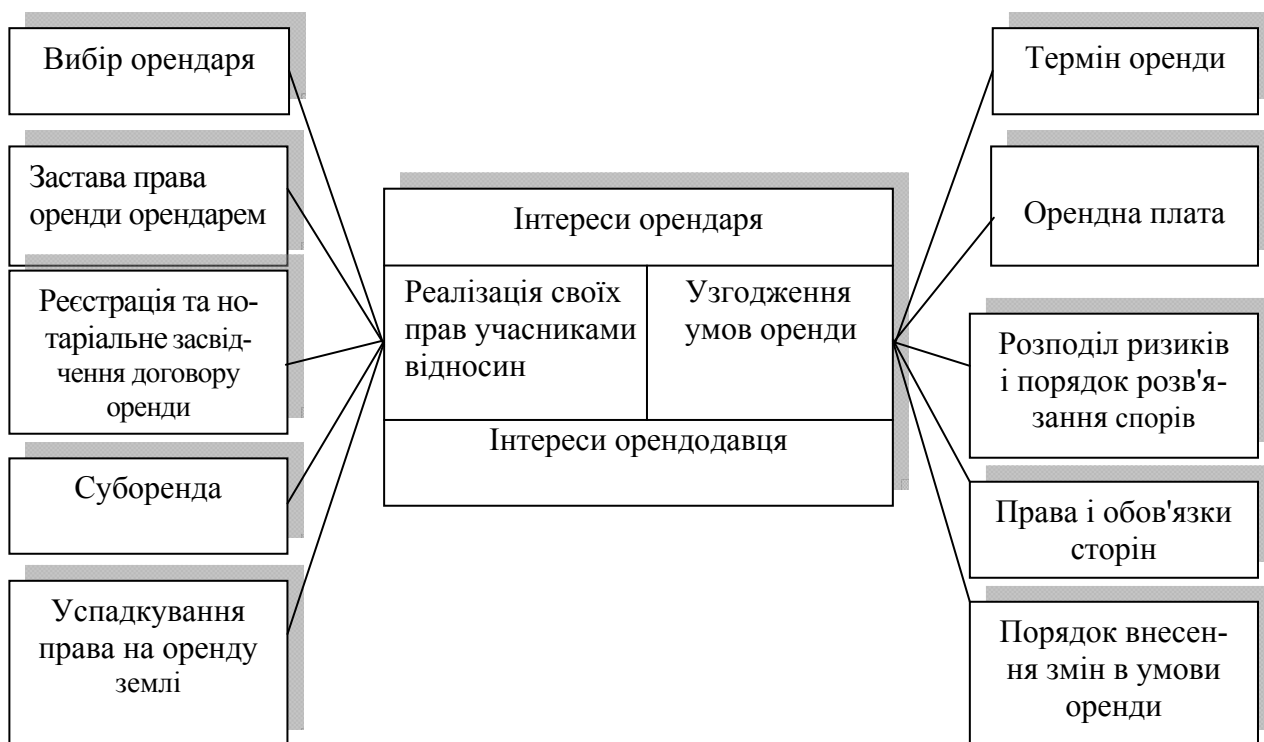 Вибір орендаря
Застава права
оренди орендарем
Реєстрація та но-
таріальне засвід-
чення договору
оренди
Суборенда
Успадкування
права на оренду
землі
Інтереси орендаря
Реалізація своїх
прав учасниками
відносин
Узгодження
умов оренди
Інтереси орендодавця
Термін оренди
Орендна плата
Розподіл ризиків
і порядок розв'я-
зання спорів
Права і обов'язки
сторін
Порядок внесен-
ня змін в умови
оренди